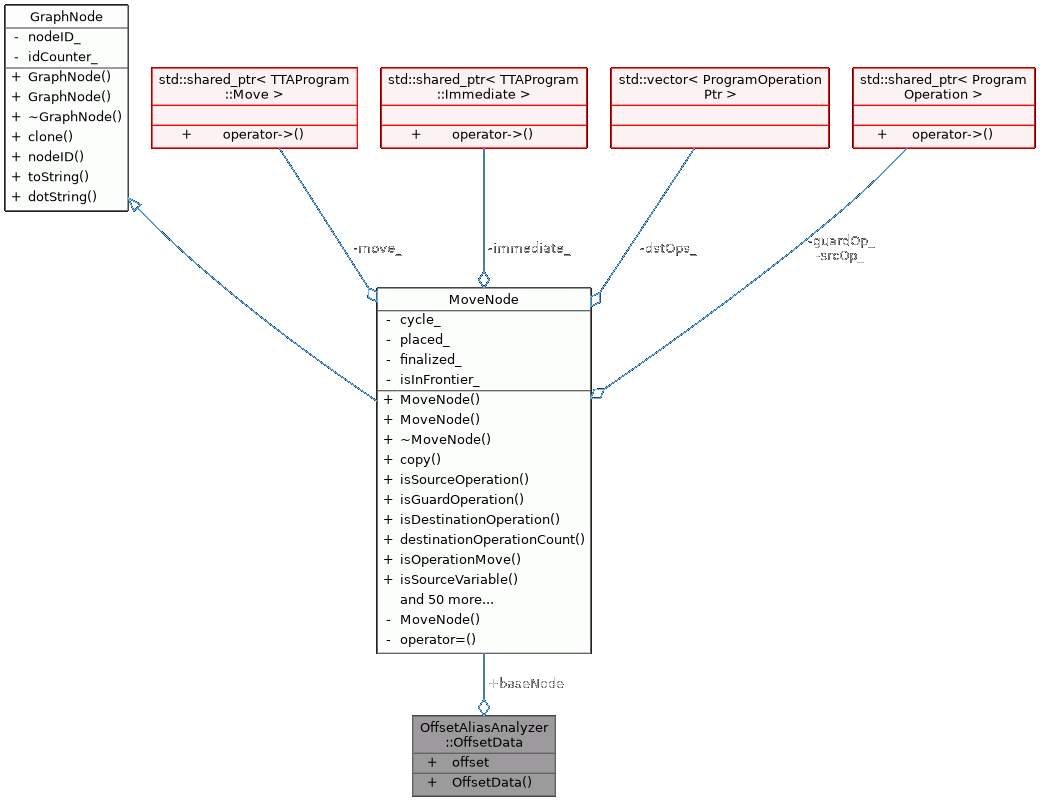 GraphNode
- nodeID_
- idCounter_
+ GraphNode()
+ GraphNode()
+ ~GraphNode()
+ clone()
+ nodeID()
+ toString()
+ dotString()
std::shared_ptr< TTAProgram
::Move >
+ operator->()
std::shared_ptr< TTAProgram
::Immediate >
+ operator->()
std::vector< ProgramOperation
Ptr >
std::shared_ptr< Program
Operation >
+ operator->()
-move_
-immediate_
-dstOps_
-guardOp_
-srcOp_
MoveNode
- cycle_
- placed_
- finalized_
- isInFrontier_
+ MoveNode()
+ MoveNode()
+ ~MoveNode()
+ copy()
+ isSourceOperation()
+ isGuardOperation()
+ isDestinationOperation()
+ destinationOperationCount()
+ isOperationMove()
+ isSourceVariable()
and 50 more...
- MoveNode()
- operator=()
+baseNode
OffsetAliasAnalyzer
::OffsetData
+ offset
+ OffsetData()